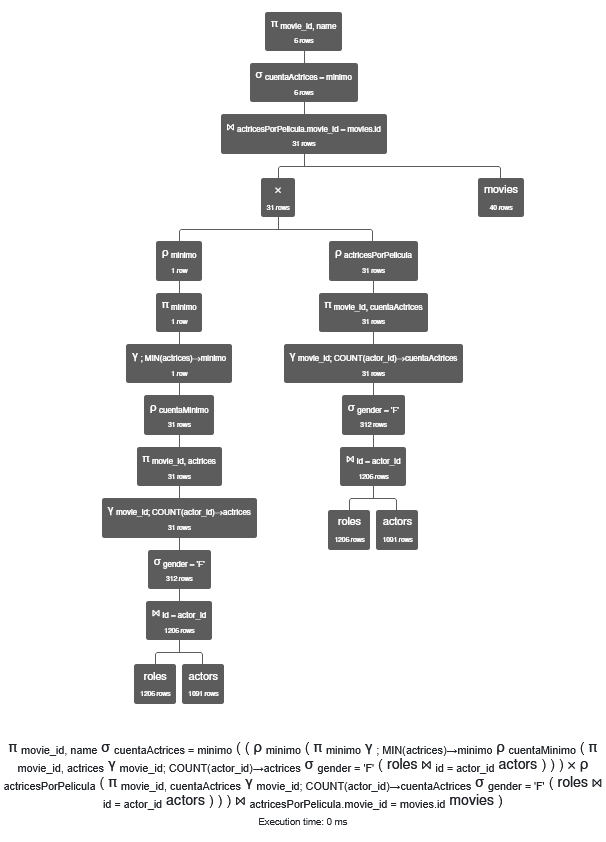 π movie_id, name
6 rows
σ cuentaActrices = minimo
6 rows
⋈ actricesPorPelicula.movie_id = movies.id
31 rows
×
31 rows
movies
40 rows
ρ minimo
1 row
ρ actricesPorPelicula
31 rows
π minimo
1 row
π movie_id, cuentaActrices
31 rows
γ ; MIN(actrices)→minimo
1 row
γ movie_id; COUNT(actor_id)→cuentaActrices
31 rows
ρ cuentaMinimo
31 rows
σ gender = 'F'
312 rows
π movie_id, actrices
31 rows
⋈ id = actor_id
1206 rows
γ movie_id; COUNT(actor_id)→actrices
31 rows
roles
1206 rows
actors
1091 rows
σ gender = 'F'
312 rows
⋈ id = actor_id
1206 rows
roles
1206 rows
actors
1091 rows
π movie_id, name σ cuentaActrices = minimo ( ( ρ minimo ( π minimo γ ; MIN(actrices)→minimo ρ cuentaMinimo ( π
movie_id, actrices γ movie_id; COUNT(actor_id)→actrices σ gender = 'F' ( roles ⋈ id = actor_id actors ) ) ) × ρ
actricesPorPelicula ( π movie_id, cuentaActrices γ movie_id; COUNT(actor_id)→cuentaActrices σ gender = 'F' ( roles ⋈
id = actor_id actors ) ) ) ⋈ actricesPorPelicula.movie_id = movies.id movies )
Execution time: 0 ms